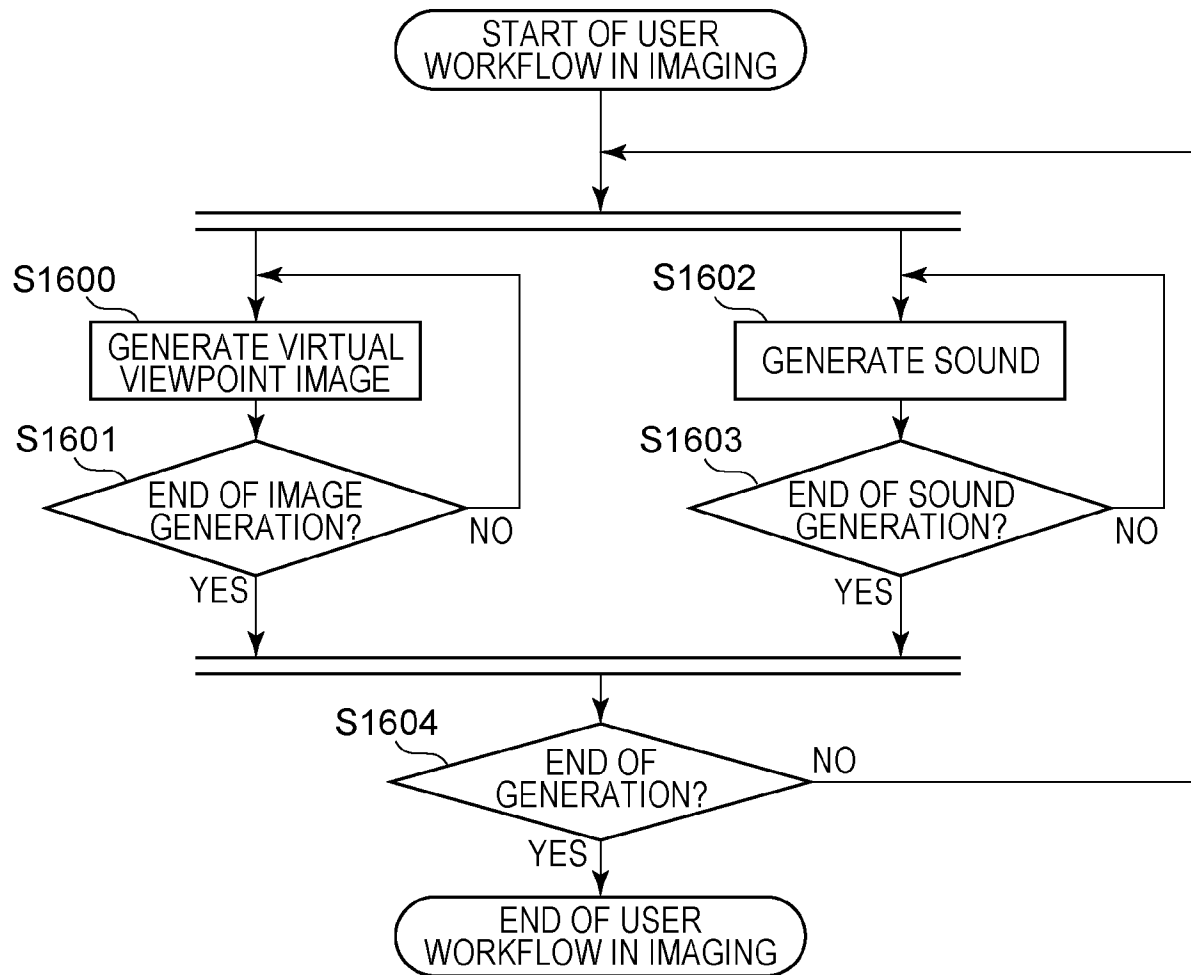 START OF USER
WORKFLOW IN IMAGING
S1600
GENERATE VIRTUAL
VIEWPOINT IMAGE
S1601
END OF IMAGE
GENERATION?
NO
YES
S1602
GENERATE SOUND
S1603
END OF SOUND
GENERATION?
NO
YES
S1604
END OF
GENERATION?
NO
YES
END OF USER
WORKFLOW IN IMAGING